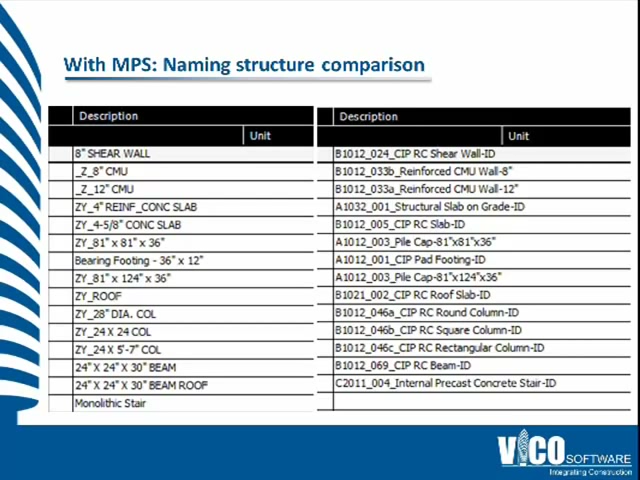 With MPS: Naming structure comparison
Description
Unit
8" SHEAR WALL
_Z_8" CMU
_Z_12" CMU
ZY_4" REINF_CONC SLAB
ZY_4-5/8" CONC SLAB
ZY_81" x 81" x 36"
Bearing Footing - 36" x 12"
ZY_81" x 124" x 36"
ZY_ROOF
ZY_28" DIA. COL
ZY_24 X 24 COL
ZY_24 X 5'-7" COL
24" X 24" X 30" BEAM
24" X 24" X 30" BEAM ROOF
Monolithic Stair
Description
Unit
B1012_024_CIP RC Shear Wall-ID
B1012_033b_Reinforced CMU Wall-8"
B1012_033a_Reinforced CMU Wall-12"
A1032_001_Structural Slab on Grade-ID
B1012_005_CIP RC Slab-ID
A1012_003_Pile Cap-81"x81"x36"
A1012_001_CIP Pad Footing-ID
A1012_003_Pile Cap-81"x124"x36"
B1021_002_CIP RC Roof Slab-ID
B1012_046a_CIP RC Round Column-ID
B1012_046b_CIP RC Square Column-ID
B1012_046c_CIP RC Rectangular Column-ID
B1012_069_CIP RC Beam-ID
C2011_004_Internal Precast Concrete Stair-ID
VICO SOFTWARE
Integrating Construction